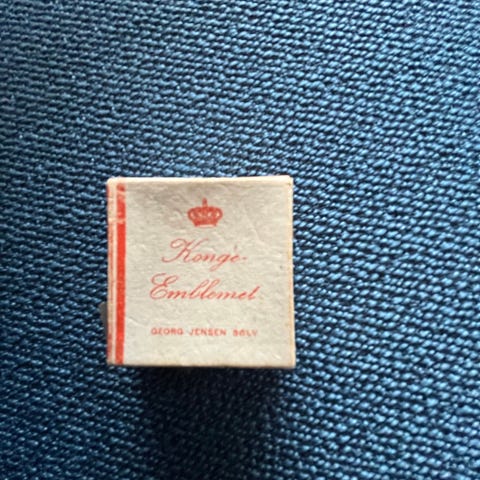 Konge-
Emblemet
GEORG JENSEN SØLV